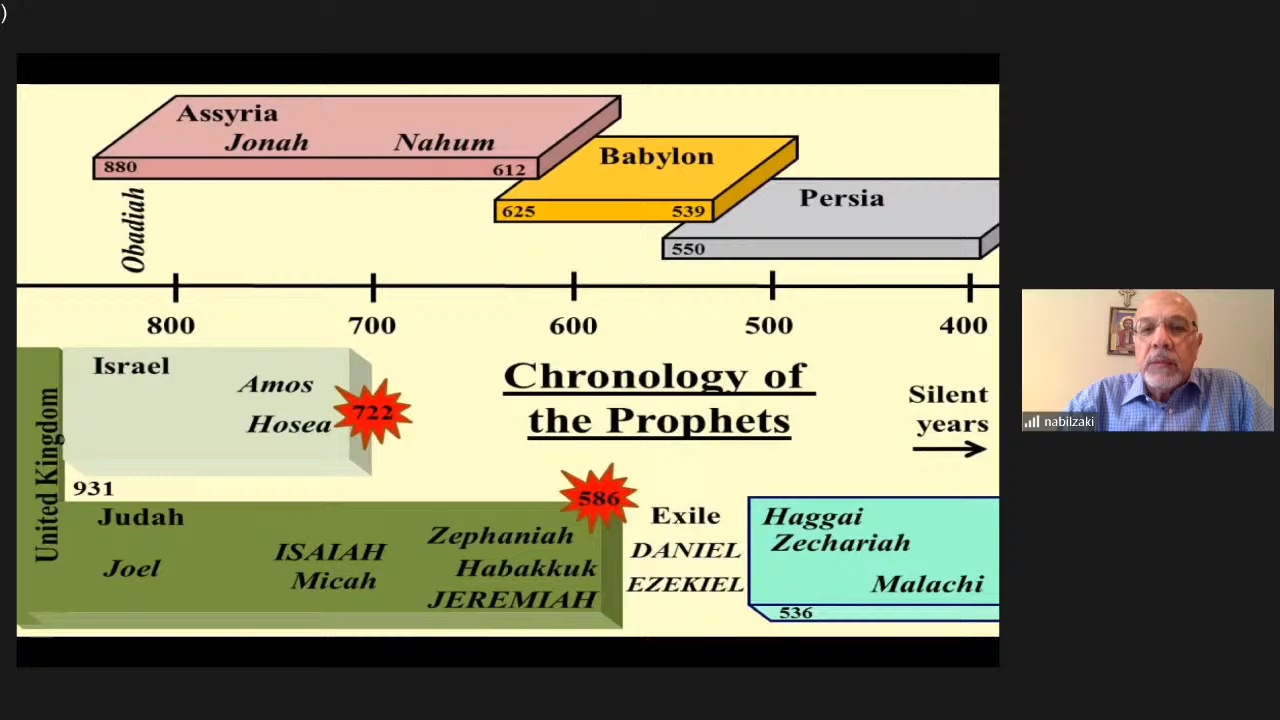 )
Assyria
Jonah Nahum
880 612
Babylon
625 539
Persia
550
Obadiah
800 700 600 500 400
Chronology of
the Prophets
Silent
years
United Kingdom
Israel
Amos
Hosea
722
931
Judah
Joel
ISAIAH
Micah
Zephaniah
Habakkuk
JEREMIAH
586
Exile
DANIEL
EZEKIEL
Haggai
Zechariah
Malachi
536
nabilzaki